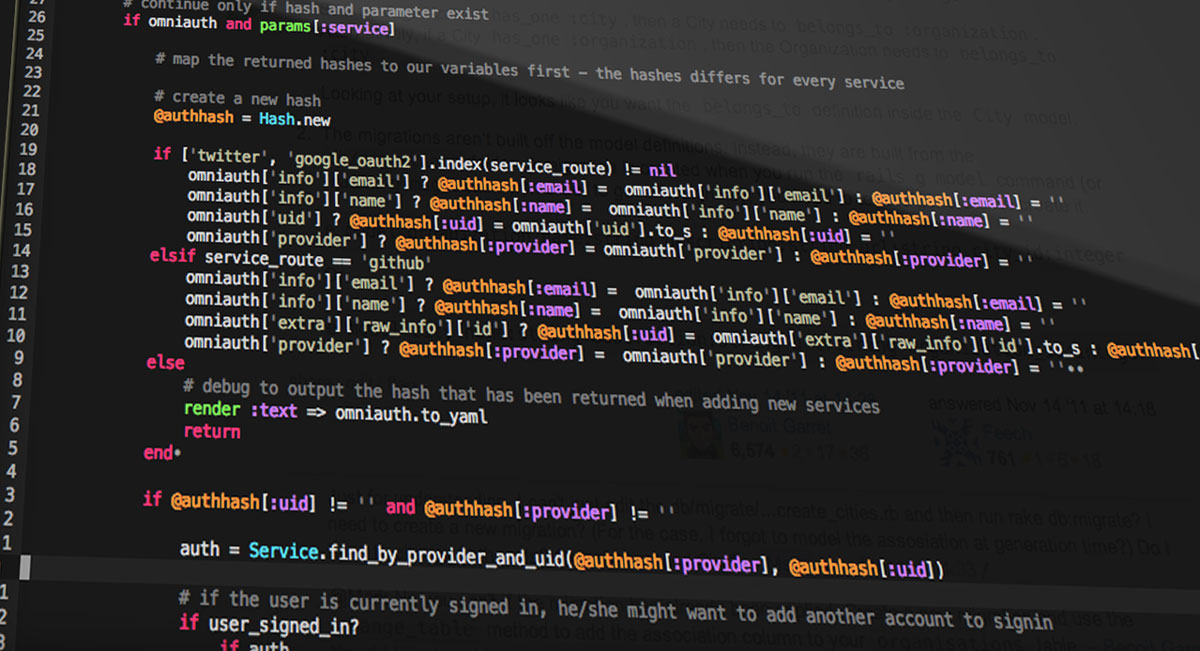 27
26 # continue only if hash and parameter exist
25 if omniauth and params[:service]
24
23 # map the returned hashes to our variables first - the hashes differs for every service
22
21 # create a new hash
20 @authhash = Hash.new
19
18 if ['twitter', 'google_oauth2'].index(service_route) != nil
17 omniauth['info']['email'] ? @authhash[:email] = omniauth['info']['email'] : @authhash[:email] = ''
16 omniauth['info']['name'] ? @authhash[:name] = omniauth['info']['name'] : @authhash[:name] = ''
15 omniauth['uid'] ? @authhash[:uid] = omniauth['uid'].to_s : @authhash[:uid] = ''
14 omniauth['provider'] ? @authhash[:provider] = omniauth['provider'] : @authhash[:provider] = ''
13 elsif service_route == 'github'
12 omniauth['info']['email'] ? @authhash[:email] = omniauth['info']['email'] : @authhash[:email] = ''
11 omniauth['info']['name'] ? @authhash[:name] = omniauth['info']['name'] : @authhash[:name] = ''
10 omniauth['extra']['raw_info']['id'] ? @authhash[:uid] = omniauth['extra']['raw_info']['id'].to_s : @authhash[
9 omniauth['provider'] ? @authhash[:provider] = omniauth['provider'] : @authhash[:provider] = ''••
8 else
7 # debug to output the hash that has been returned when adding new services
6 render :text => omniauth.to_yaml
5 return
4 end•
3
2 if @authhash[:uid] != '' and @authhash[:provider] != ''
1
auth = Service.find_by_provider_and_uid(@authhash[:provider], @authhash[:uid])
1 # if the user is currently signed in, he/she might want to add another account to signin
2 if user_signed_in?
3 if auth
has_one :city, then a City needs to belongs_to :organization.
if a City has_one :organization, then the Organization needs to belongs_to
:city
Looking at your setup, it looks like you want the belongs_to definition inside the City model.
2. The migrations aren't built off the model definitions. Instead, they are built from the
when you run the rails g model command (or
answered Nov 14 '11 at 14:18
Benoit Garret
6,574 2 17 36
Feech
761 1 6 18
edit the db/migrate/...create_cities.rb and then run rake db:migrate? I
need to create a new migration? (For the case, I forgot to model the assosiation at generation time?) Do I
use the
change_table method to add the association column to your organisations table.